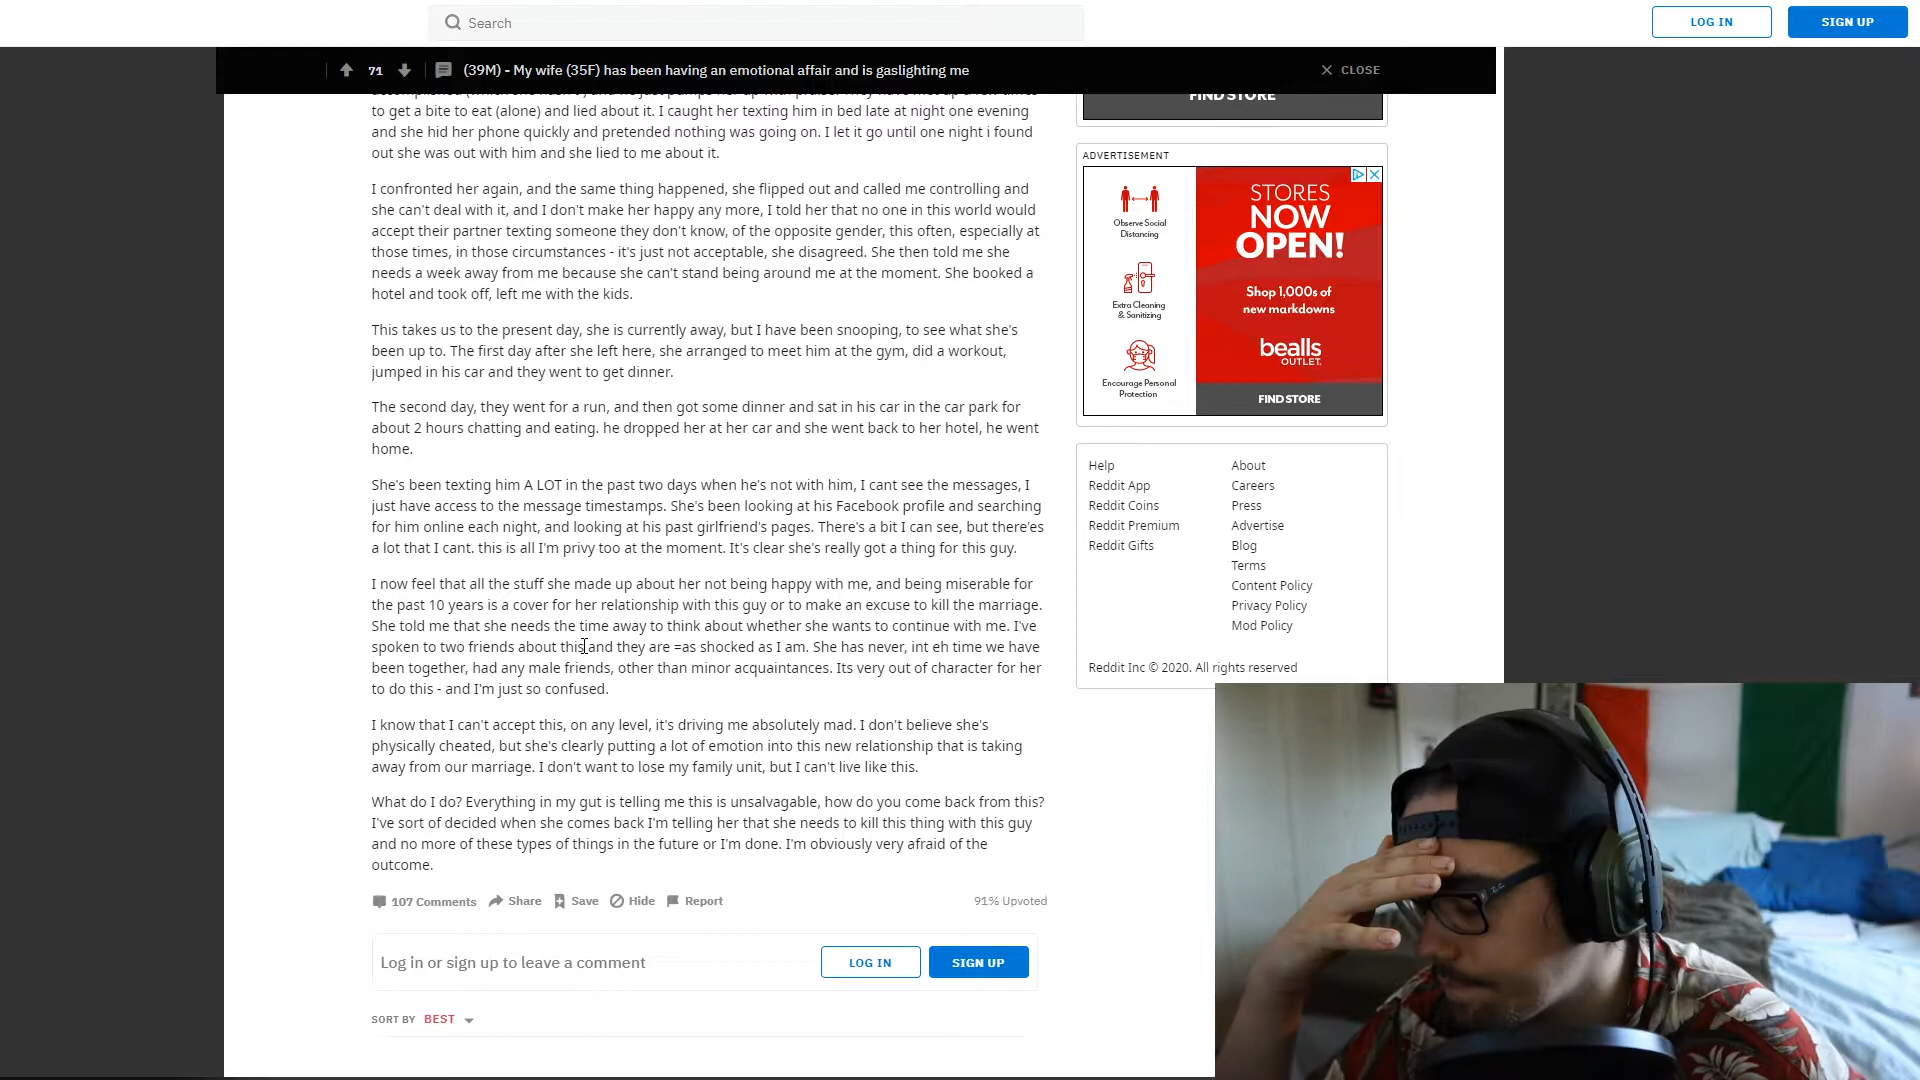 Search
LOG IN
SIGN UP
71
(39M) - My wife (35F) has been having an emotional affair and is gaslighting me
CLOSE
to get a bite to eat (alone) and lied about it. I caught her texting him in bed late at night one evening
and she hid her phone quickly and pretended nothing was going on. I let it go until one night i found
out she was out with him and she lied to me about it.
I confronted her again, and the same thing happened, she flipped out and called me controlling and
she can't deal with it, and I don't make her happy any more, I told her that no one in this world would
accept their partner texting someone they don't know, of the opposite gender, this often, especially at
those times, in those circumstances - it's just not acceptable, she disagreed. She then told me she
needs a week away from me because she can't stand being around me at the moment. She booked a
hotel and took off, left me with the kids.
This takes us to the present day, she is currently away, but I have been snooping, to see what she's
been up to. The first day after she left here, she arranged to meet him at the gym, did a workout,
jumped in his car and they went to get dinner.
The second day, they went for a run, and then got some dinner and sat in his car in the car park for
about 2 hours chatting and eating. he dropped her at her car and she went back to her hotel, he went
home.
She's been texting him A LOT in the past two days when he's not with him, I cant see the messages, I
just have access to the message timestamps. She's been looking at his Facebook profile and searching
for him online each night, and looking at his past girlfriend's pages. There's a bit I can see, but there'es
a lot that I cant. this is all I'm privy too at the moment. It's clear she's really got a thing for this guy.
I now feel that all the stuff she made up about her not being happy with me, and being miserable for
the past 10 years is a cover for her relationship with this guy or to make an excuse to kill the marriage.
She told me that she needs the time away to think about whether she wants to continue with me. I've
spoken to two friends about this and they are =as shocked as I am. She has never, int eh time we have
been together, had any male friends, other than minor acquaintances. Its very out of character for her
to do this - and I'm just so confused.
I know that I can't accept this, on any level, it's driving me absolutely mad. I don't believe she's
physically cheated, but she's clearly putting a lot of emotion into this new relationship that is taking
away from our marriage. I don't want to lose my family unit, but I can't live like this.
What do I do? Everything in my gut is telling me this is unsalvagable, how do you come back from this?
I've sort of decided when she comes back I'm telling her that she needs to kill this thing with this guy
and no more of these types of things in the future or I'm done. I'm obviously very afraid of the
outcome.
107 Comments
Share
Save
Hide
Report
91% Upvoted
Log in or sign up to leave a comment
LOG IN
SIGN UP
SORT BY BEST
FIND STORE
ADVERTISEMENT
Observe Social
Distancing
Extra Cleaning
& Sanitizing
Encourage Personal
Protection
STORES
NOW
OPEN!
Shop 1,000s of
new markdowns
bealls
OUTLET.
FIND STORE
Help
Reddit App
Reddit Coins
Reddit Premium
Reddit Gifts
About
Careers
Press
Advertise
Blog
Terms
Content Policy
Privacy Policy
Mod Policy
Reddit Inc © 2020. All rights reserved